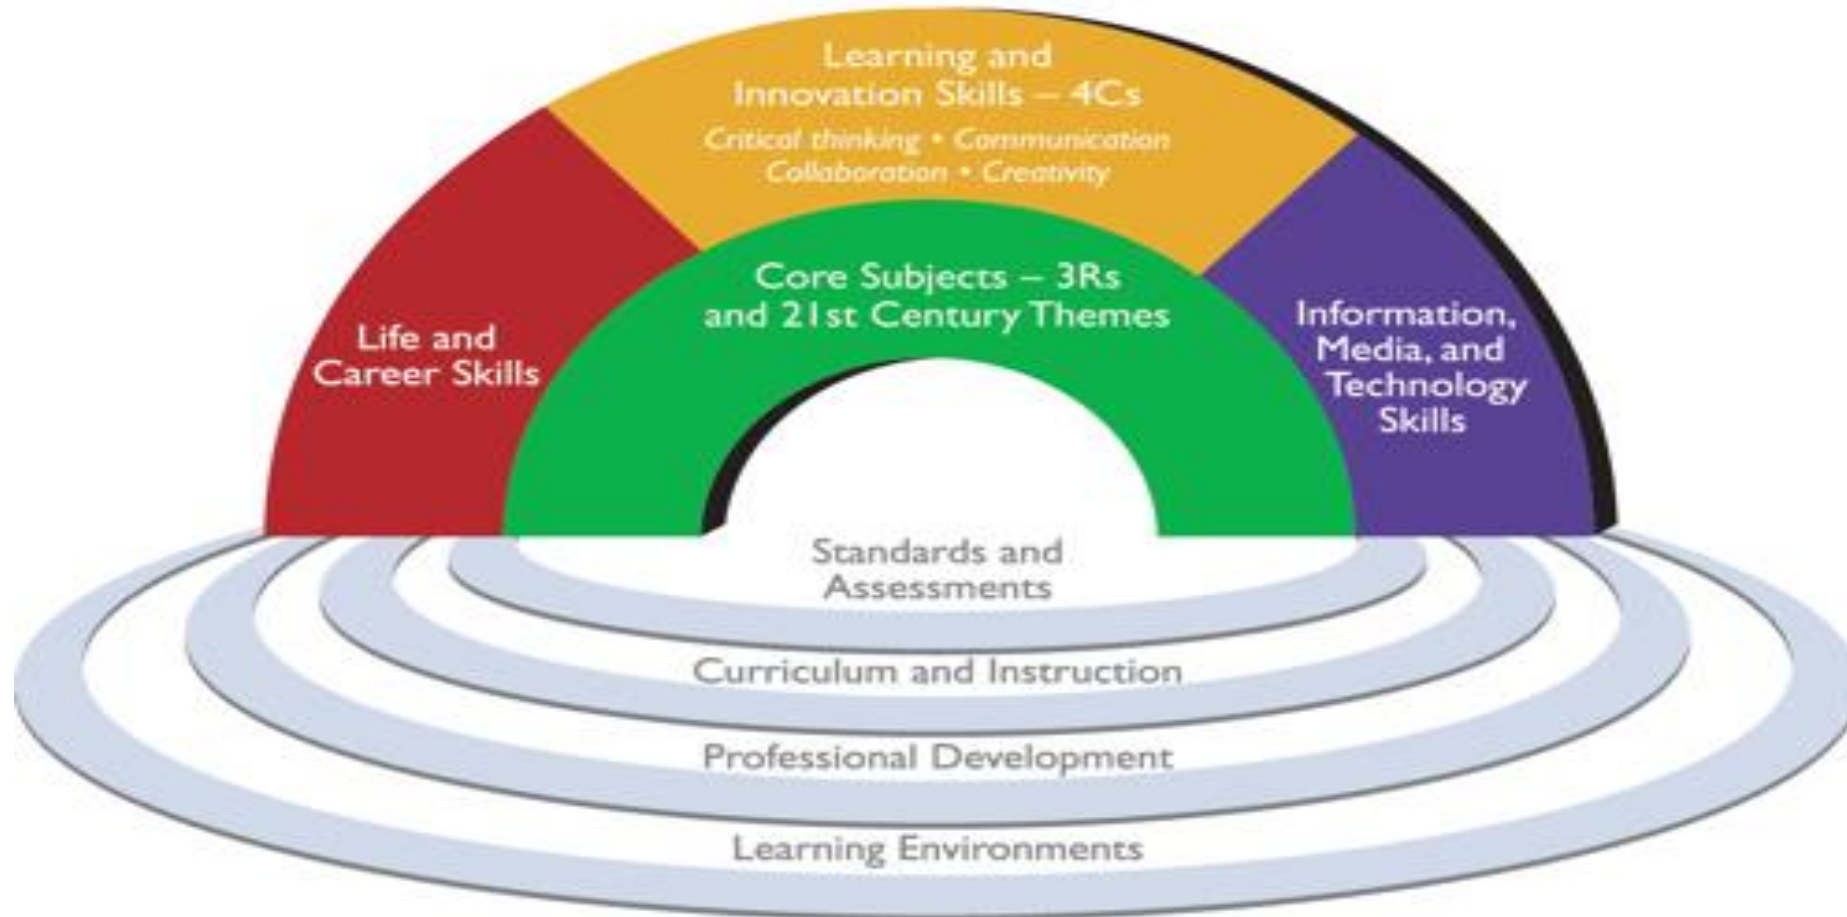 Learning and
Innovation Skills – 4Cs
Critical thinking • Communication
Collaboration • Creativity
Core Subjects – 3Rs
and 21st Century Themes
Life and
Career Skills
Information,
Media, and
Technology
Skills
Standards and
Assessments
Curriculum and Instruction
Professional Development
Learning Environments